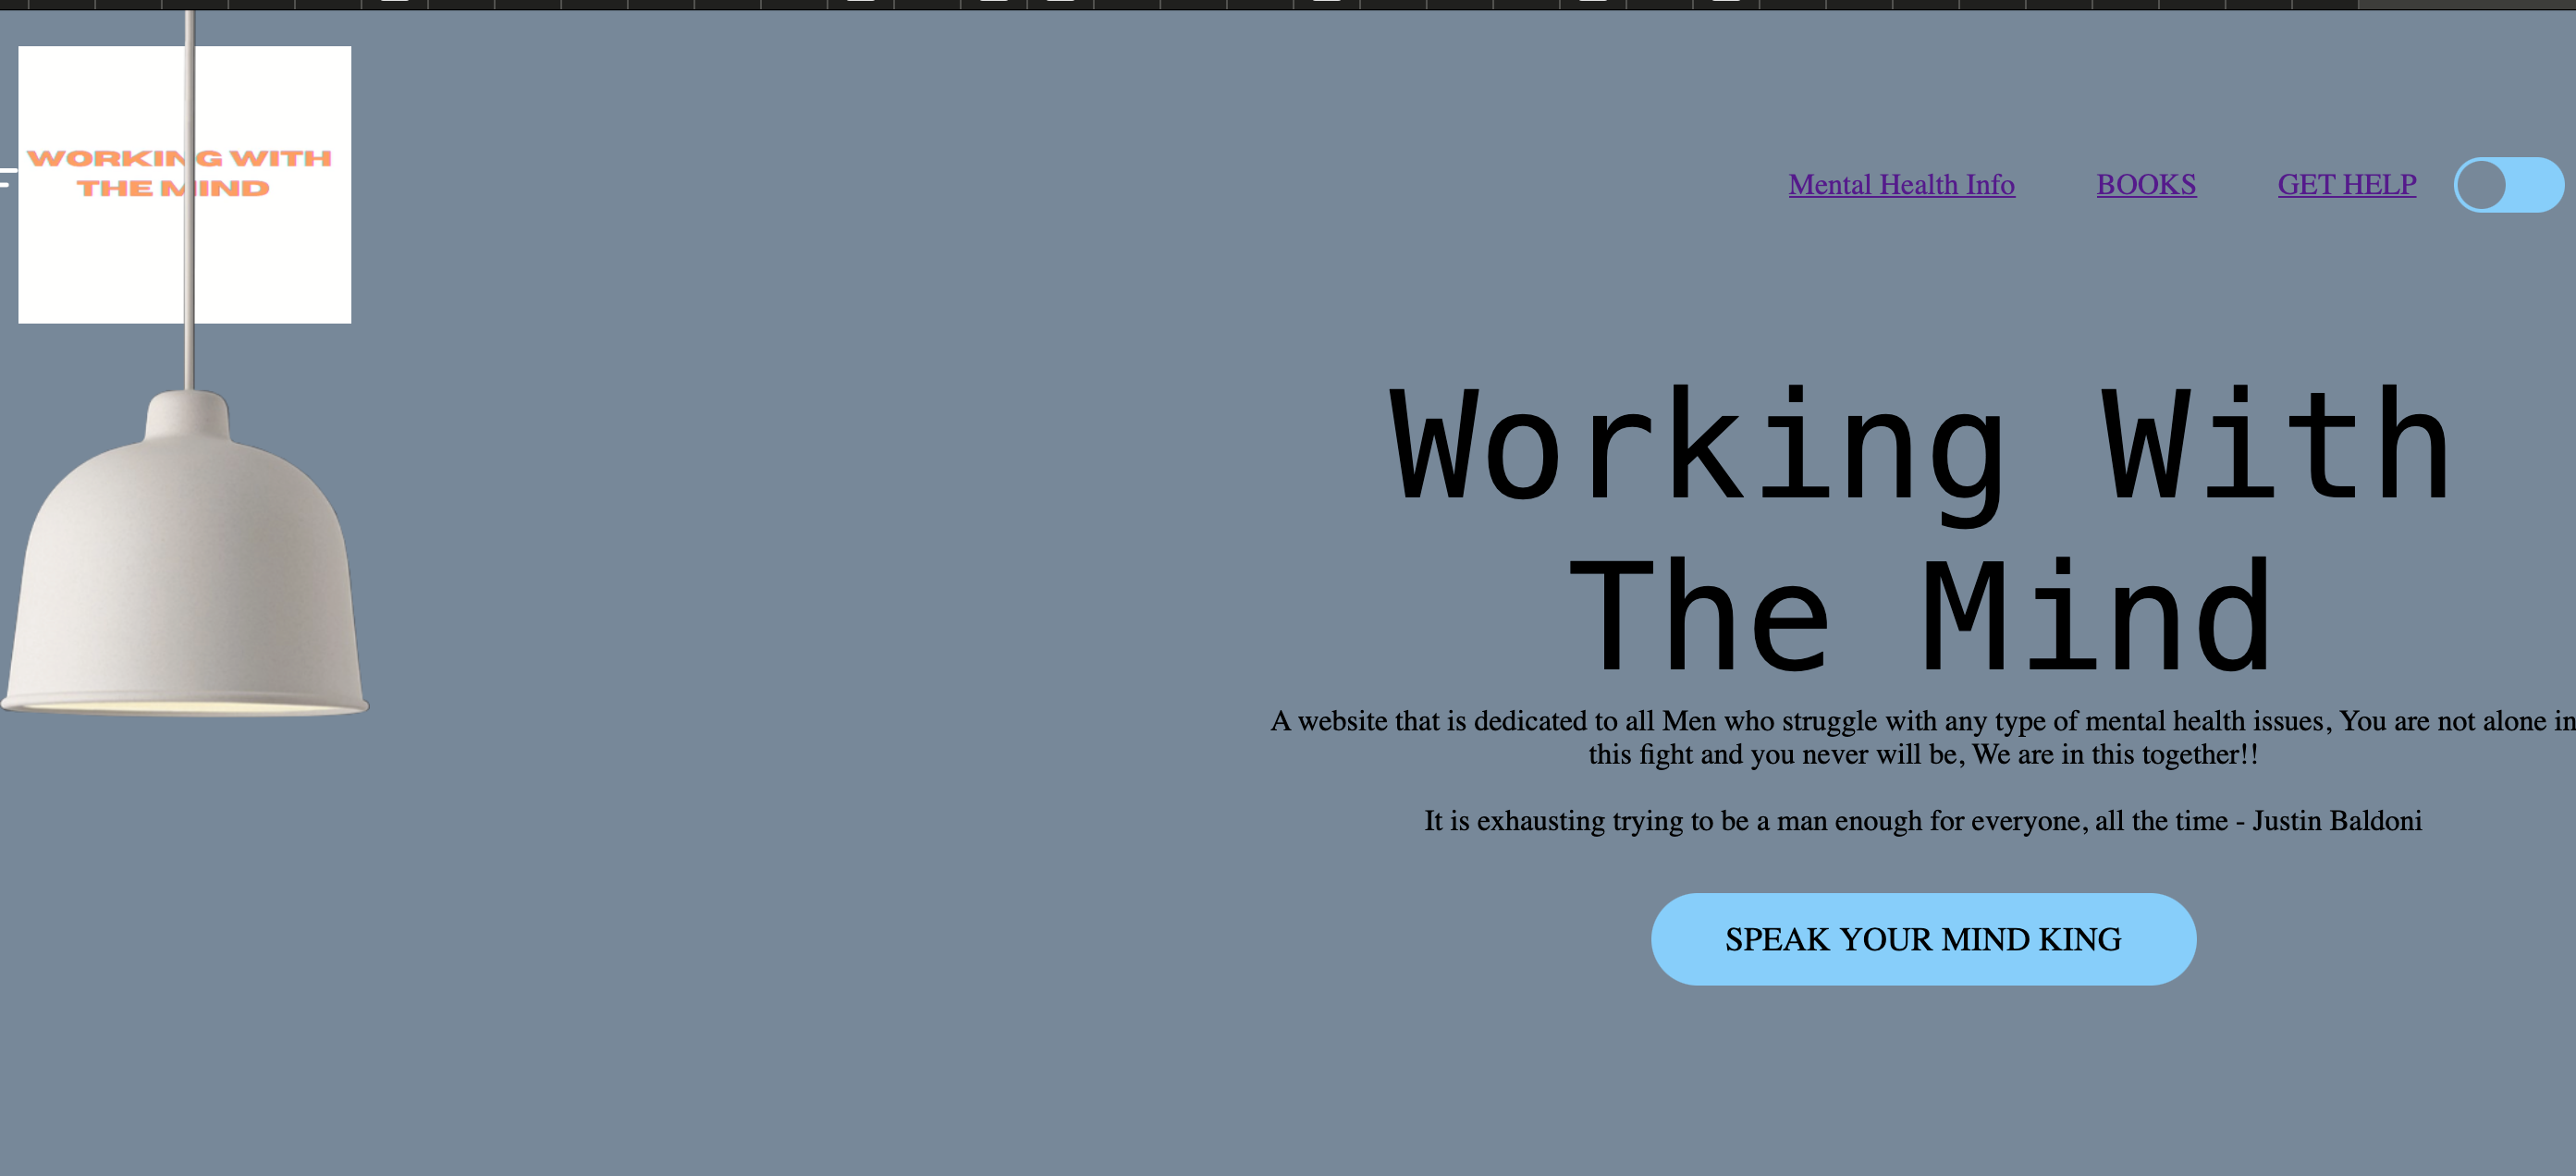 WORKING WITH
THE MIND
Mental Health Info
BOOKS
GET HELP
Working With
The Mind
A website that is dedicated to all Men who struggle with any type of mental health issues, You are not alone in
this fight and you never will be, We are in this together!!
It is exhausting trying to be a man enough for everyone, all the time - Justin Baldoni
SPEAK YOUR MIND KING